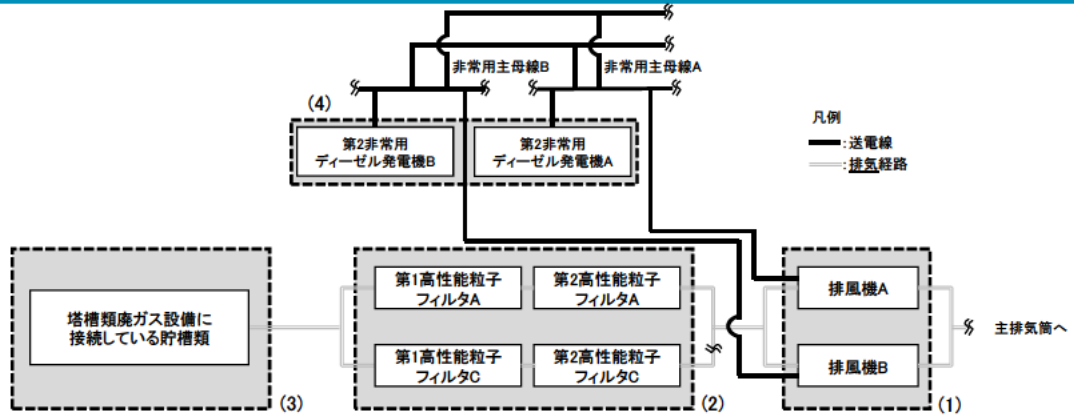 非常用主母線B
非常用主母線A
(4)
第2非常用
ディーゼル発電機B
第2非常用
ディーゼル発電機A
凡例
:送電線
:排気経路
塔槽類廃ガス設備に
接続している貯槽類
(3)
第1高性能粒子
フィルタA
第2高性能粒子
フィルタA
第1高性能粒子
フィルタC
第2高性能粒子
フィルタC
(2)
排風機A
排風機B
(1)
主排気筒へ